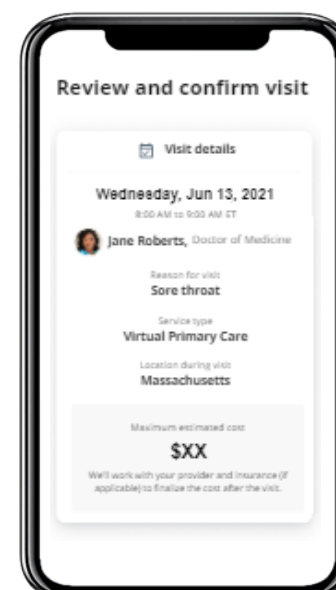 Review and confirm visit
Visit details
Wednesday, Jun 13, 2021
8:00 AM to 9:00 AM ET
Jane Roberts, Doctor of Medicine
Reason for visit
Sore throat
Service type
Virtual Primary Care
Location during visit
Massachusetts
Maximum estimated cost
$XX
We'll work with your provider and insurance (if
applicable) to finalize the cost after the visit.